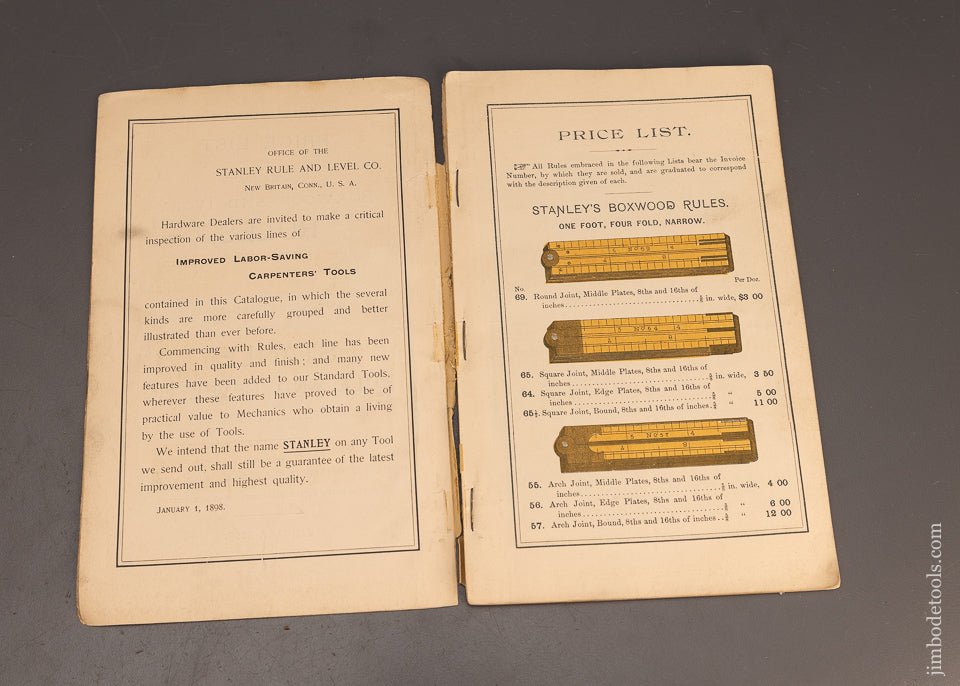 OFFICE OF THE
STANLEY RULE AND LEVEL CO.
NEW BRITAIN, CONN., U. S. A.
Hardware Dealers are invited to make a critical
inspection of the various lines of
IMPROVED LABOR-SAVING
CARPENTERS' TOOLS
contained in this Catalogue, in which the several
kinds are more carefully grouped and better
illustrated than ever before.
Commencing with Rules, each line has been
improved in quality and finish; and many new
features have been added to our Standard Tools,
wherever these features have proved to be of
practical value to Mechanics who obtain a living
by the use of Tools.
We intend that the name STANLEY on any Tool
we send out, shall still be a guarantee of the latest
improvement and highest quality.
JANUARY 1, 1898.
PRICE LIST.
☞ All Rules embraced in the following Lists bear the Invoice
Number, by which they are sold, and are graduated to correspond
with the description given of each.
STANLEY'S BOXWOOD RULES.
ONE FOOT, FOUR FOLD, NARROW.
No. Per Doz.
69. Round Joint, Middle Plates, 8ths and 16ths of
inches in. wide, $3 00
65. Square Joint, Middle Plates, 8ths and 16ths of
inches in. wide, 3 50
64. Square Joint, Edge Plates, 8ths and 16ths of
inches " 5 00
65½. Square Joint, Bound, 8ths and 16ths of inches. " 11 00
55. Arch Joint, Middle Plates, 8ths and 16ths of
inches in. wide, 4 00
56. Arch Joint, Edge Plates, 8ths and 16ths of
inches " 6 00
57. Arch Joint, Bound, 8ths and 16ths of inches " 12 00
jimbodetools.com